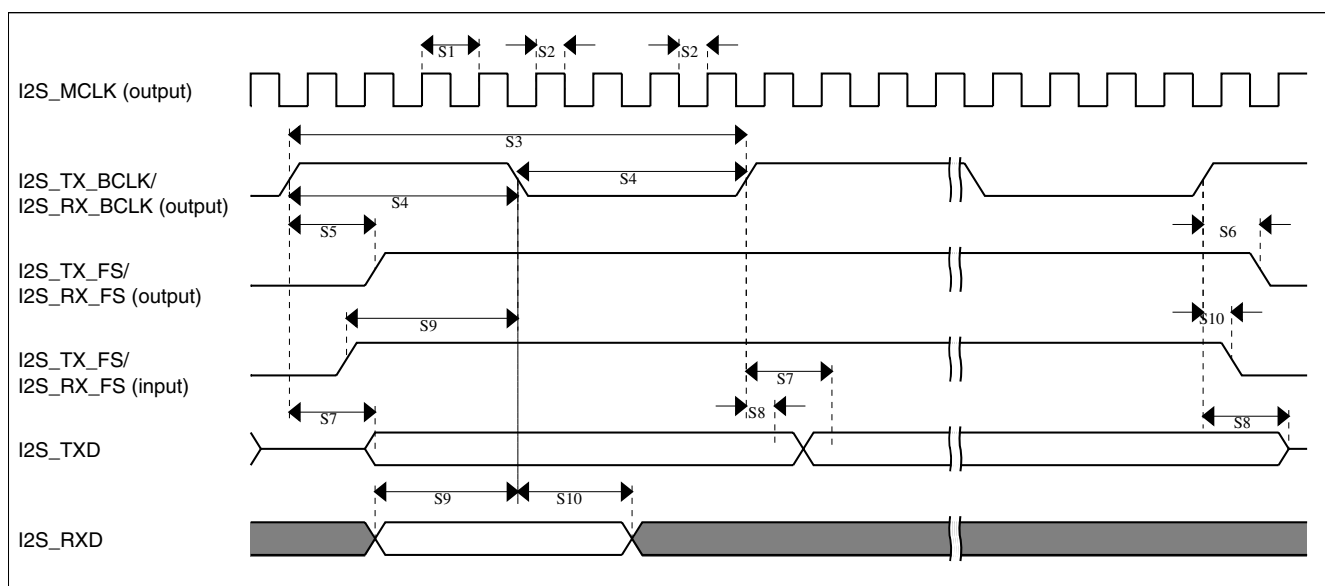 S1
S2
S2
I2S_MCLK (output)
S3
I2S_TX_BCLK/
I2S_RX_BCLK (output)
S4
S4
S5
S6
I2S_TX_FS/
I2S_RX_FS (output)
S9
S10
I2S_TX_FS/
I2S_RX_FS (input)
S7
S7
S8
S8
I2S_TXD
S9
S10
I2S_RXD